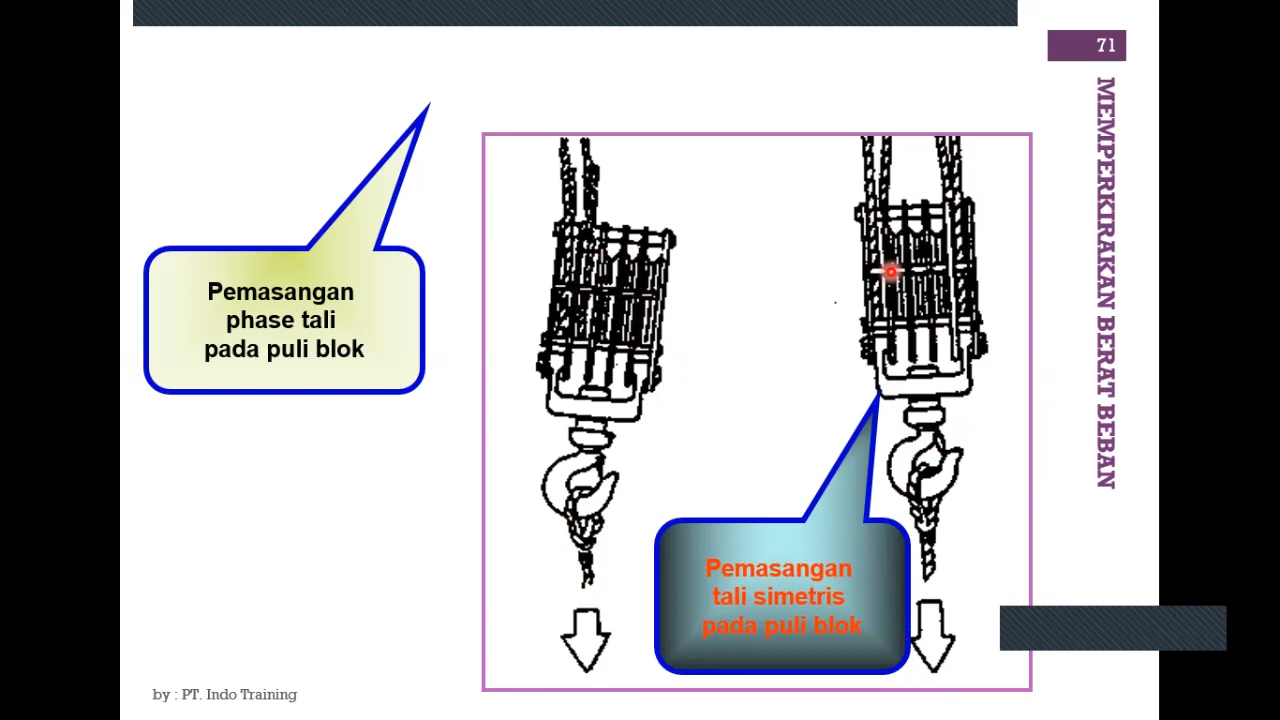 71
MEMPERKIRAKAN BERAT BEBAN
Pemasangan
phase tali
pada puli blok
Pemasangan
tali simetris
pada puli blok
by : PT. Indo Training